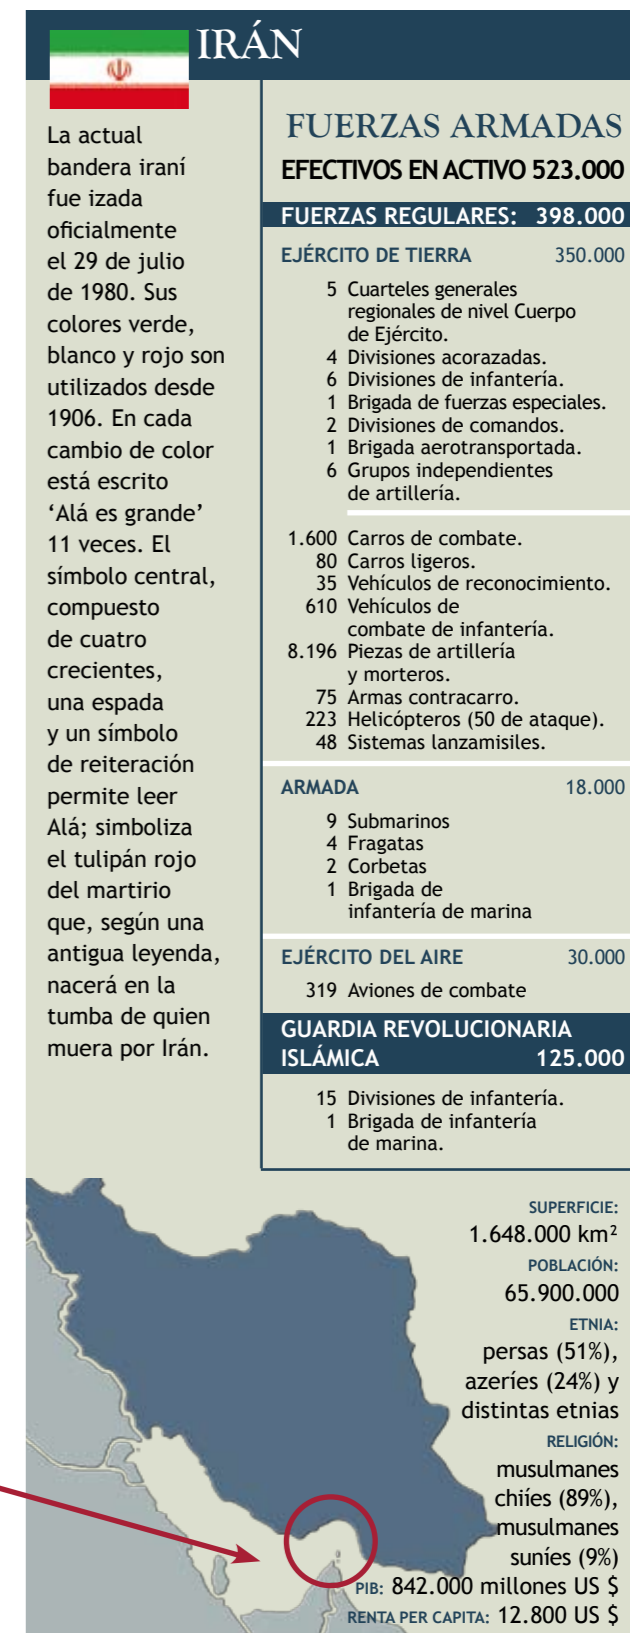 IRÁN
La actual
bandera iraní
fue izada
oficialmente
el 29 de julio
de 1980. Sus
colores verde,
blanco y rojo son
utilizados desde
1906. En cada
cambio de color
está escrito
‘Alá es grande’
11 veces. El
símbolo central,
compuesto
de cuatro
crecientes,
una espada
y un símbolo
de reiteración
permite leer
Alá; simboliza
el tulipán rojo
del martirio
que, según una
antigua leyenda,
nacerá en la
tumba de quien
muera por Irán.
FUERZAS ARMADAS
EFECTIVOS EN ACTIVO 523.000
FUERZAS REGULARES: 398.000
EJÉRCITO DE TIERRA 350.000
5 Cuarteles generales
regionales de nivel Cuerpo
de Ejército.
4 Divisiones acorazadas.
6 Divisiones de infantería.
1 Brigada de fuerzas especiales.
2 Divisiones de comandos.
1 Brigada aerotransportada.
6 Grupos independientes
de artillería.
1.600 Carros de combate.
80 Carros ligeros.
35 Vehículos de reconocimiento.
610 Vehículos de
combate de infantería.
8.196 Piezas de artillería
y morteros.
75 Armas contracarro.
223 Helicópteros (50 de ataque).
48 Sistemas lanzamisiles.
ARMADA 18.000
9 Submarinos
4 Fragatas
2 Corbetas
1 Brigada de
infantería de marina
EJÉRCITO DEL AIRE 30.000
319 Aviones de combate
GUARDIA REVOLUCIONARIA
ISLÁMICA 125.000
15 Divisiones de infantería.
1 Brigada de infantería
de marina.
SUPERFICIE:
1.648.000 km²
POBLACIÓN:
65.900.000
ETNIA:
persas (51%),
azeríes (24%) y
distintas etnias
RELIGIÓN:
musulmanes
chiíes (89%),
musulmanes
suníes (9%)
PIB: 842.000 millones US $
RENTA PER CAPITA: 12.800 US $